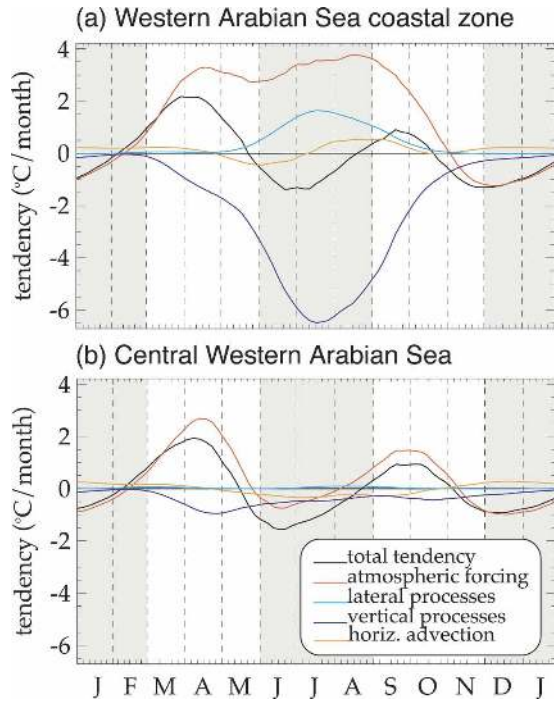 (a) Western Arabian Sea coastal zone
4
2
0
-2
-4
-6
tendency (°C / month)
(b) Central Western Arabian Sea
4
2
0
-2
-4
-6
tendency (°C / month)
total tendency
atmospheric forcing
lateral processes
vertical processes
horiz. advection
J F M A M J J A S O N D J